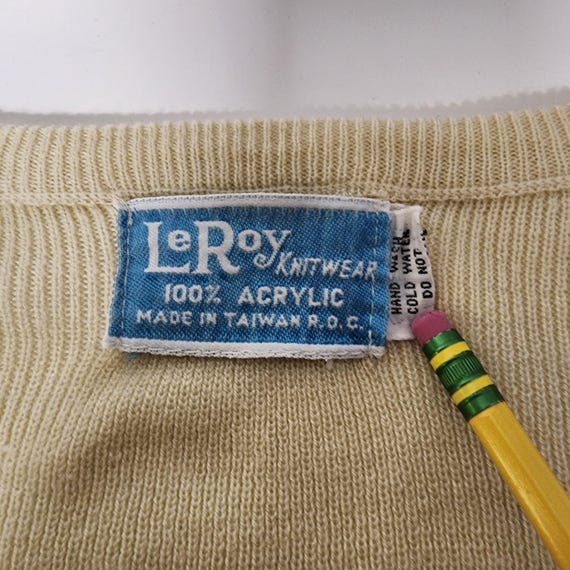 LeRoy KNITWEAR
100% ACRYLIC
MADE IN TAIWAN R.O.C.
HAND WASH
COLD WATER
DO NOT